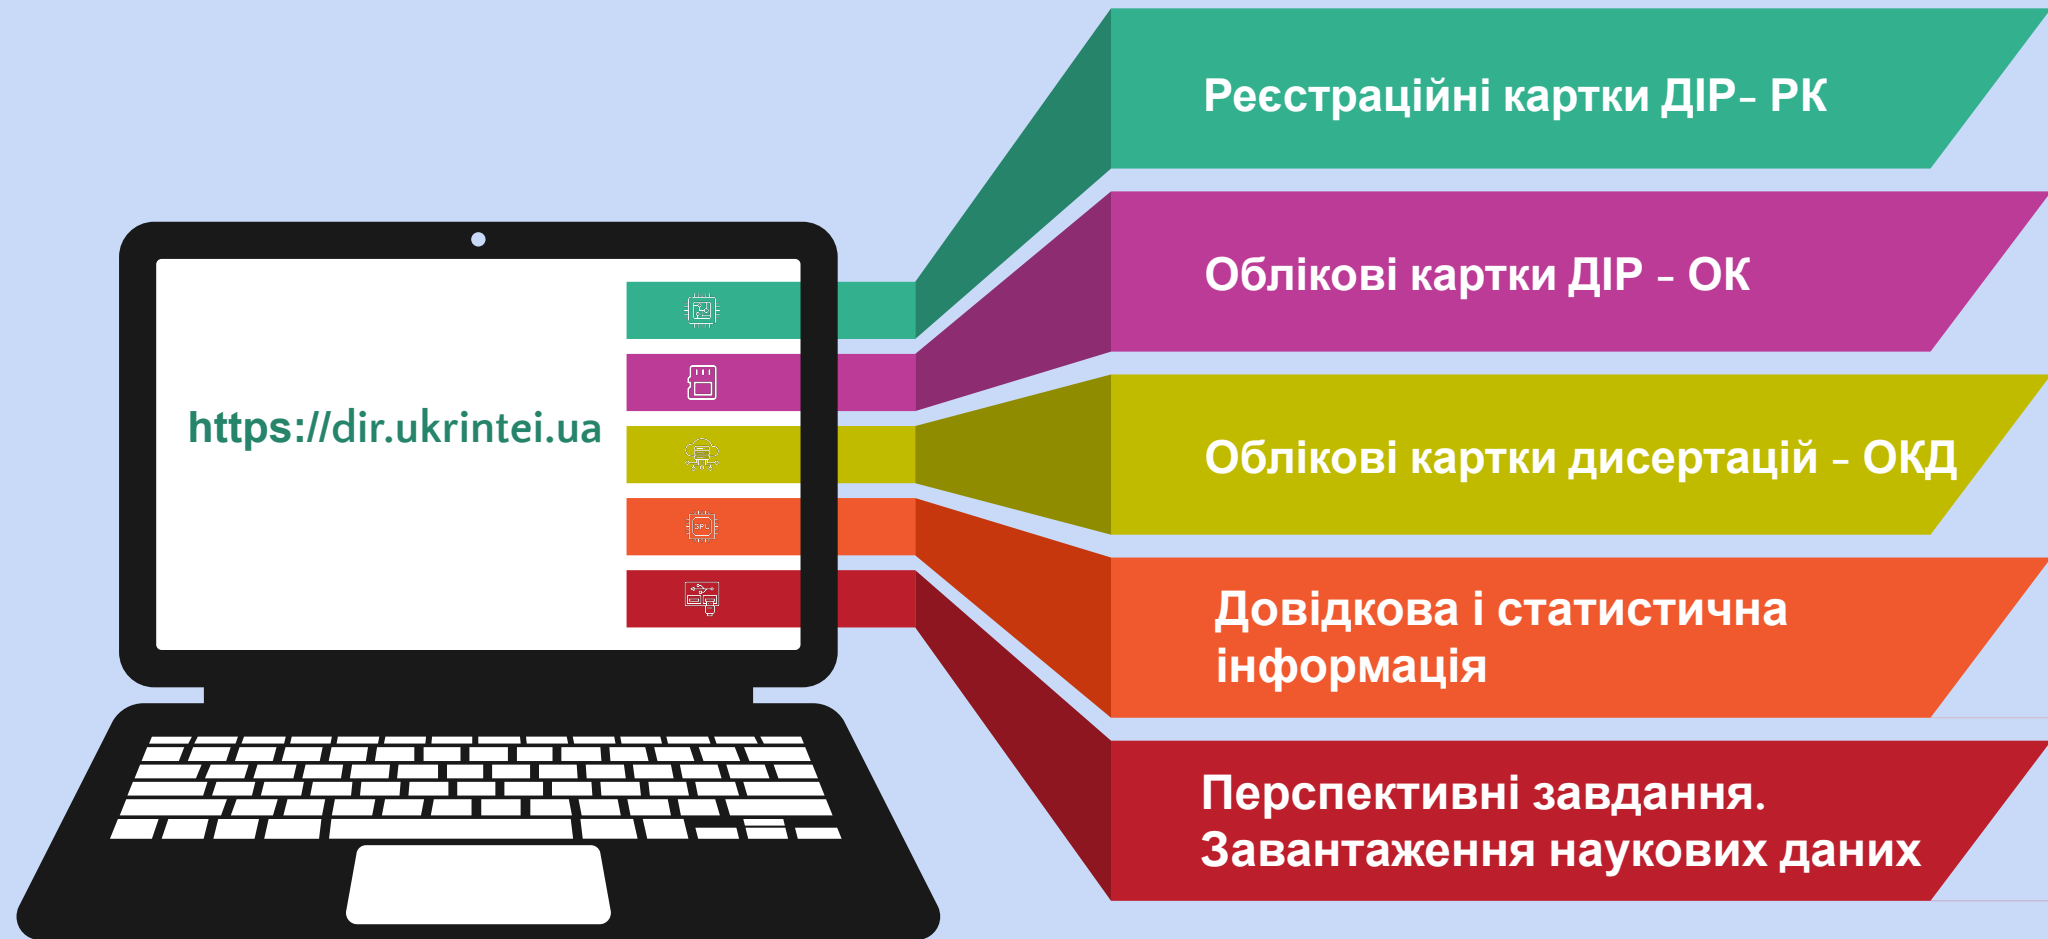 https://dir.ukrintei.ua
Реєстраційні картки ДІР– РК
Облікові картки ДІР – ОК
Облікові картки дисертацій – ОКД
Довідкова і статистична
інформація
Перспективні завдання.
Завантаження наукових даних